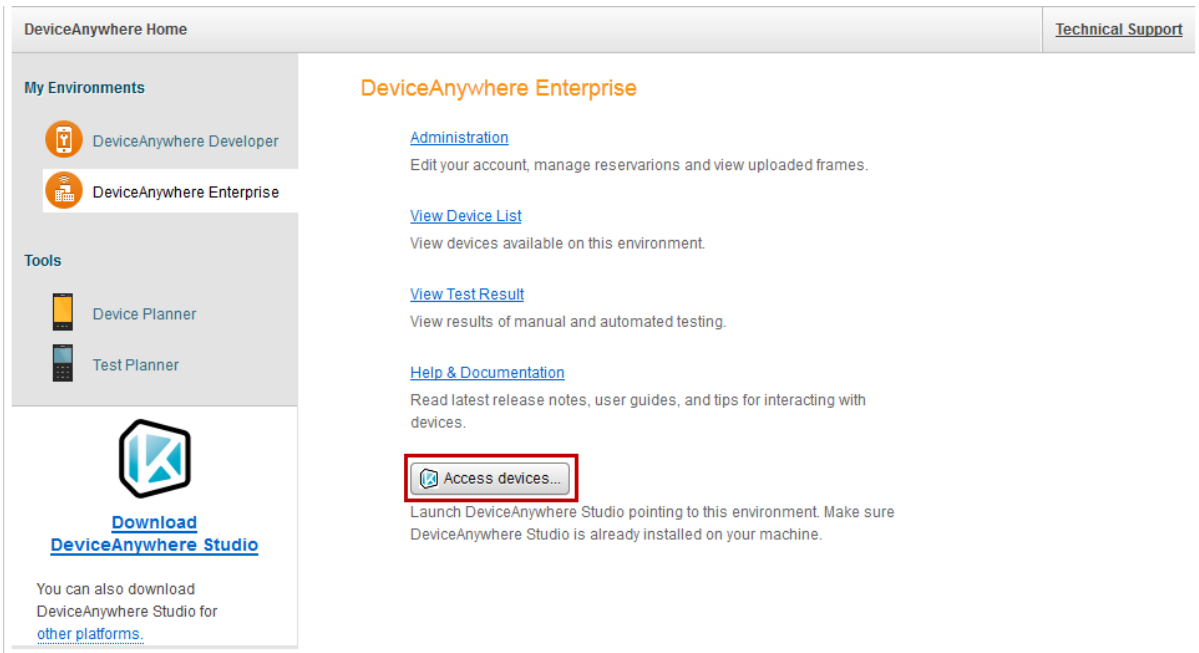 DeviceAnywhere Home
Technical Support
My Environments
DeviceAnywhere Developer
DeviceAnywhere Enterprise
Tools
Device Planner
Test Planner
Download
DeviceAnywhere Studio
You can also download
DeviceAnywhere Studio for
other platforms.
DeviceAnywhere Enterprise
Administration
Edit your account, manage reservarions and view uploaded frames.
View Device List
View devices available on this environment.
View Test Result
View results of manual and automated testing.
Help & Documentation
Read latest release notes, user guides, and tips for interacting with
devices.
Access devices...
Launch DeviceAnywhere Studio pointing to this environment. Make sure
DeviceAnywhere Studio is already installed on your machine.